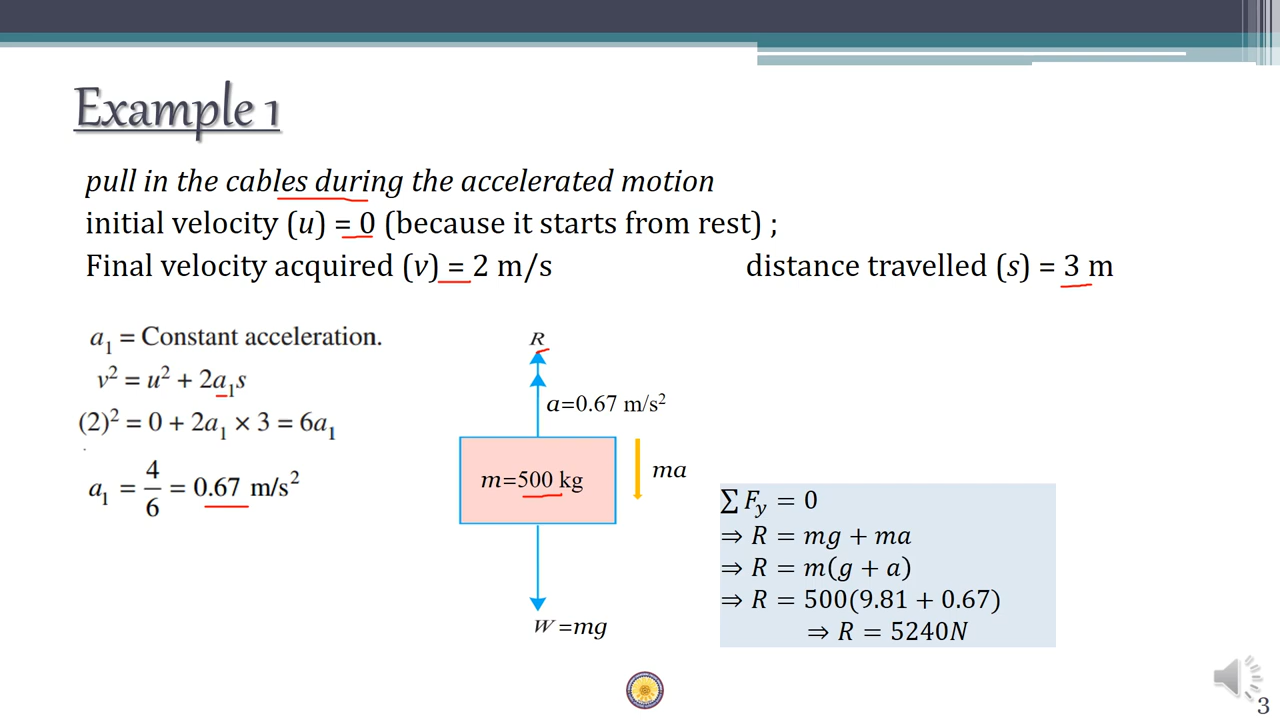 Example 1
pull in the cables during the accelerated motion
initial velocity (u) = 0 (because it starts from rest) ;
Final velocity acquired (v) = 2 m/s distance travelled (s) = 3 m
a₁ = Constant acceleration.
v² = u² + 2a₁s
(2)² = 0 + 2a₁ × 3 = 6a₁
a₁ = 4/6 = 0.67 m/s²
R
a=0.67 m/s²
m=500 kg
ma
W =mg
∑ F_y = 0
⇒ R = mg + ma
⇒ R = m(g + a)
⇒ R = 500(9.81 + 0.67)
⇒ R = 5240N
3